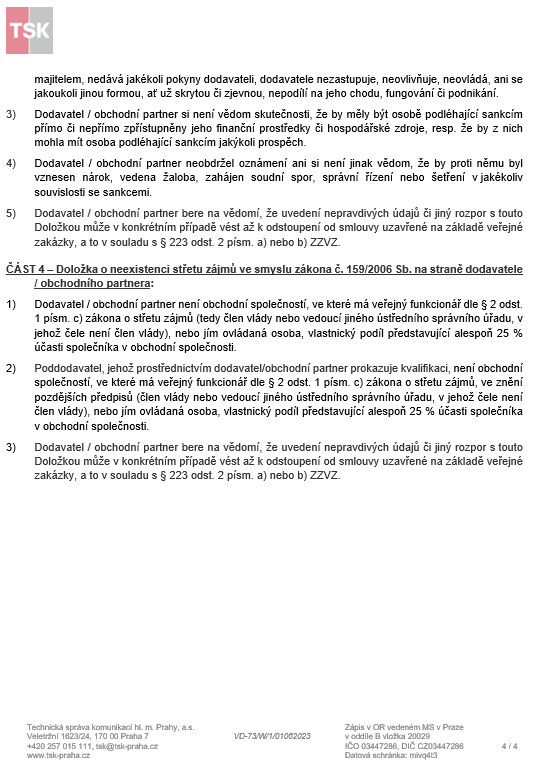 TSK
majitelem, nedává jakékoli pokyny dodavateli, dodavatele nezastupuje, neovlivňuje, neovládá, ani se
jakoukoli jinou formou, ať už skrytou či zjevnou, nepodílí na jeho chodu, fungování či podnikání.
3) Dodavatel / obchodní partner si není vědom skutečnosti, že by měly být osobě podléhající sankcím
přímo či nepřímo zpřístupněny jeho finanční prostředky či hospodářské zdroje, resp. že by z nich
mohla mít osoba podléhající sankcím jakýkoli prospěch.
4) Dodavatel / obchodní partner neobdržel oznámení ani si není jinak vědom, že by proti němu byl
vznesen nárok, vedena žaloba, zahájen soudní spor, správní řízení nebo šetření v jakékoliv
souvislosti se sankcemi.
5) Dodavatel / obchodní partner bere na vědomí, že uvedení nepravdivých údajů či jiný rozpor s touto
Doložkou může v konkrétním případě vést až k odstoupení od smlouvy uzavřené na základě veřejné
zakázky, a to v souladu s § 223 odst. 2 písm. a) nebo b) ZZVZ.
ČÁST 4 – Doložka o neexistenci střetu zájmů ve smyslu zákona č. 159/2006 Sb. na straně dodavatele
/ obchodního partnera:
1) Dodavatel / obchodní partner není obchodní společností, ve které má veřejný funkcionář dle § 2 odst.
1 písm. c) zákona o střetu zájmů (tedy člen vlády nebo vedoucí jiného ústředního správního úřadu, v
jehož čele není člen vlády), nebo jím ovládaná osoba, vlastnický podíl představující alespoň 25 %
účasti společníka v obchodní společnosti.
2) Poddodavatel, jehož prostřednictvím dodavatel/obchodní partner prokazuje kvalifikaci, není obchodní
společností, ve které má veřejný funkcionář dle § 2 odst. 1 písm. c) zákona o střetu zájmů, ve znění
pozdějších předpisů (člen vlády nebo vedoucí jiného ústředního správního úřadu, v jehož čele není
člen vlády), nebo jím ovládaná osoba, vlastnický podíl představující alespoň 25 % účasti společníka
v obchodní společnosti.
3) Dodavatel / obchodní partner bere na vědomí, že uvedení nepravdivých údajů či jiný rozpor s touto
Doložkou může v konkrétním případě vést až k odstoupení od smlouvy uzavřené na základě veřejné
zakázky, a to v souladu s § 223 odst. 2 písm. a) nebo b) ZZVZ.
Technická správa komunikací hl. m. Prahy, a.s.
Veletržní 1623/24, 170 00 Praha 7
+420 257 015 111, tsk@tsk-praha.cz
www.tsk-praha.cz
VD-73/W/1/01062023
Zápis v OR vedeném MS v Praze
v oddíle B vložka 20029
IČO 03447286, DIČ CZ03447286
Datová schránka: mivq4t3
4 / 4